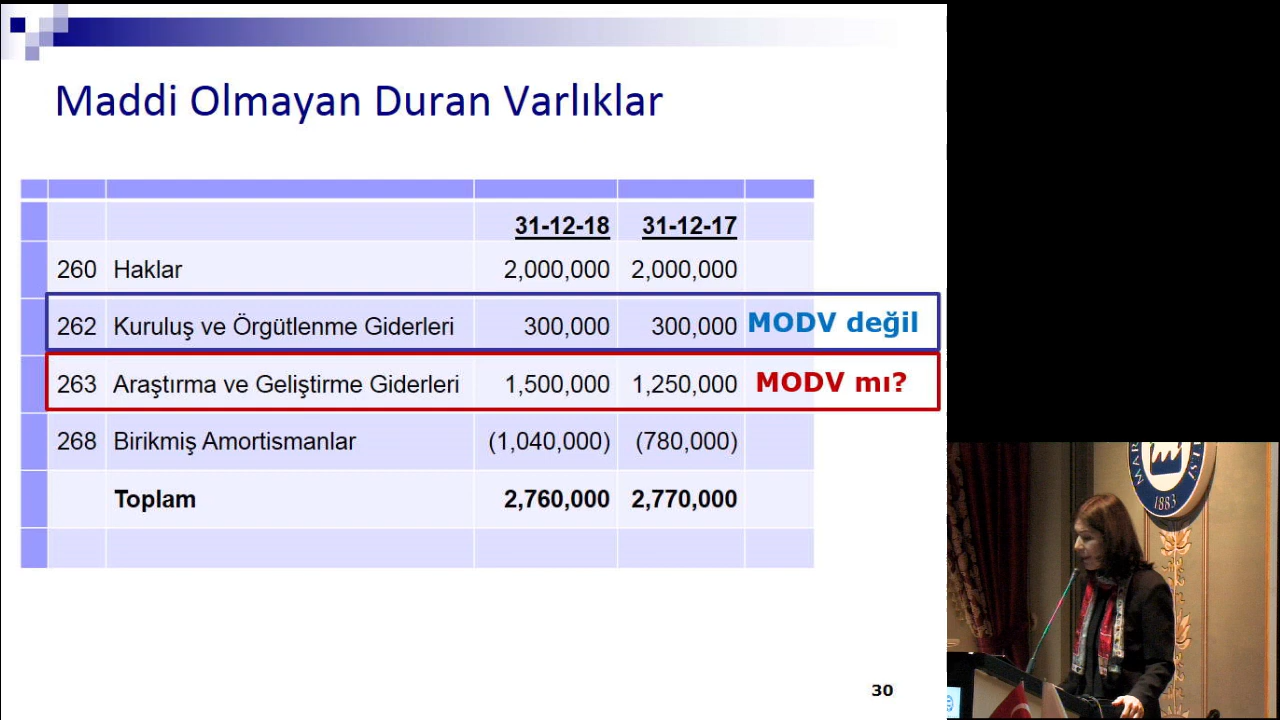 Maddi Olmayan Duran Varlıklar
31-12-18 31-12-17
260 Haklar 2,000,000 2,000,000
262 Kuruluş ve Örgütlenme Giderleri 300,000 300,000 MODV değil
263 Araştırma ve Geliştirme Giderleri 1,500,000 1,250,000 MODV mı?
268 Birikmiş Amortismanlar (1,040,000) (780,000)
Toplam 2,760,000 2,770,000
30
1883